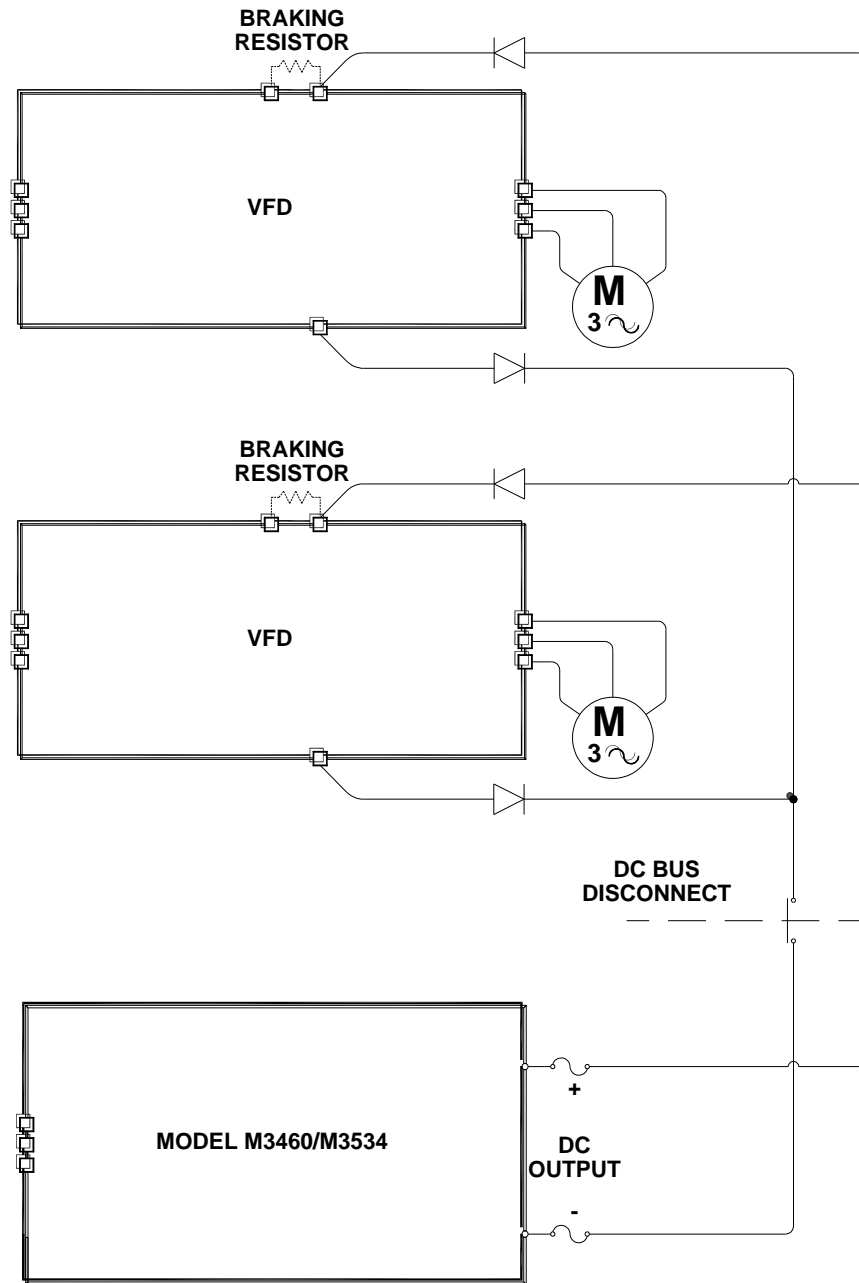 BRAKING
RESISTOR
VFD
M
3
BRAKING
RESISTOR
VFD
M
3
DC BUS
DISCONNECT
+
MODEL M3460/M3534
DC
OUTPUT
-